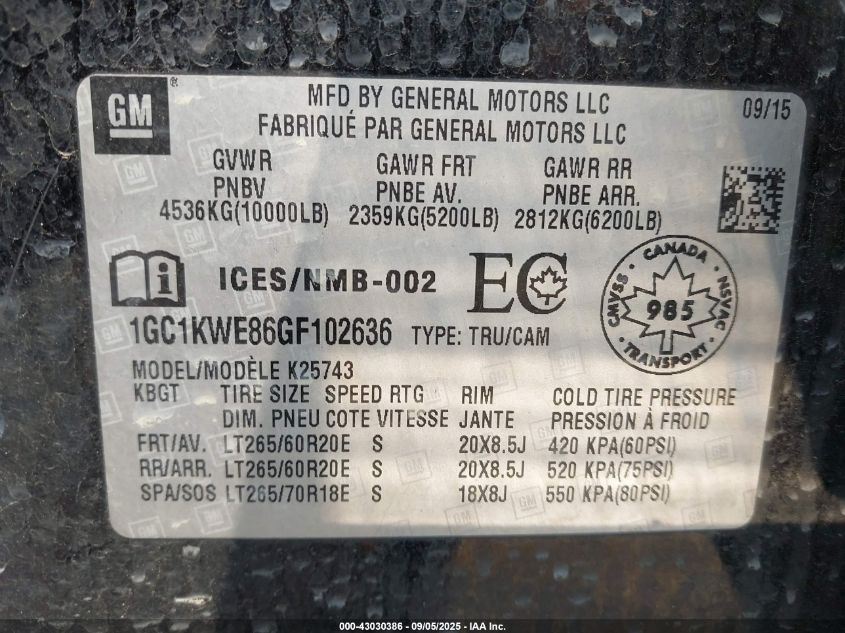 GM ®
MFD BY GENERAL MOTORS LLC 09/15
FABRIQUÉ PAR GENERAL MOTORS LLC
GVWR GAWR FRT GAWR RR
PNBV PNBE AV. PNBE ARR.
4536KG(10000LB) 2359KG(5200LB) 2812KG(6200LB)
i ICES/NMB-002 EC
CANADA
CMVSS 985 NSVAC
1GC1KWE86GF102636 TYPE: TRU/CAM
MODEL/MODÈLE K25743
KBGT TIRE SIZE SPEED RTG RIM COLD TIRE PRESSURE
DIM. PNEU COTE VITESSE JANTE PRESSION À FROID
FRT/AV. LT265/60R20E S 20X8.5J 420 KPA(60PSI)
RR/ARR. LT265/60R20E S 20X8.5J 520 KPA(75PSI)
SPA/SOS LT265/70R18E S 18X8J 550 KPA(80PSI)
000-43030386 - 09/05/2025 - IAA Inc.